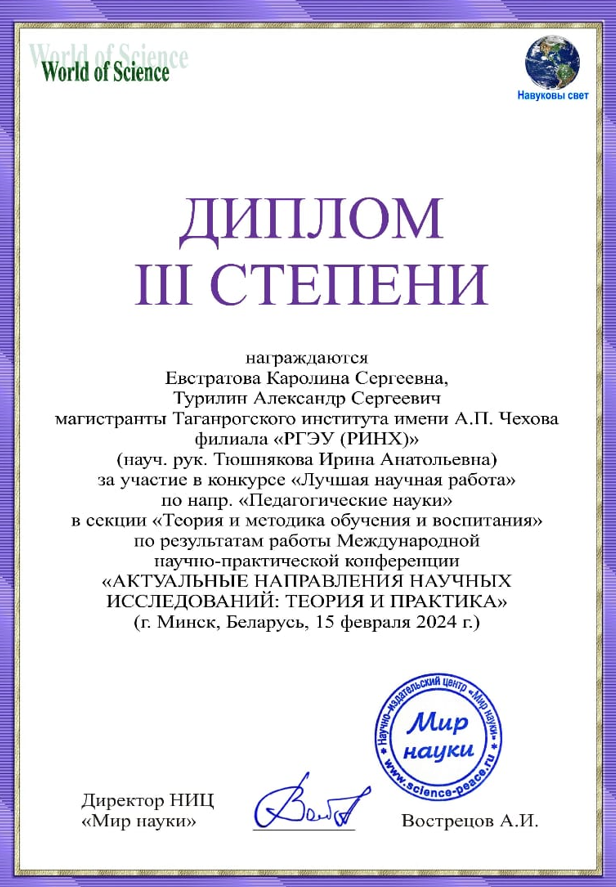 World of Science
World of Science
Навуковы свет
ДИПЛОМ
III СТЕПЕНИ
награждаются
Евстратова Каролина Сергеевна,
Турилин Александр Сергеевич
магистранты Таганрогского института имени А.П. Чехова
филиала «РГЭУ (РИНХ)»
(науч. рук. Тюшнякова Ирина Анатольевна)
за участие в конкурсе «Лучшая научная работа»
по напр. «Педагогические науки»
в секции «Теория и методика обучения и воспитания»
по результатам работы Международной
научно-практической конференции
«АКТУАЛЬНЫЕ НАПРАВЛЕНИЯ НАУЧНЫХ
ИССЛЕДОВАНИЙ: ТЕОРИЯ И ПРАКТИКА»
(г. Минск, Беларусь, 15 февраля 2024 г.)
Научно-издательский центр «Мир науки»
Мир
науки
www.science-peace.ru
Директор НИЦ
«Мир науки»
Вострецов А.И.